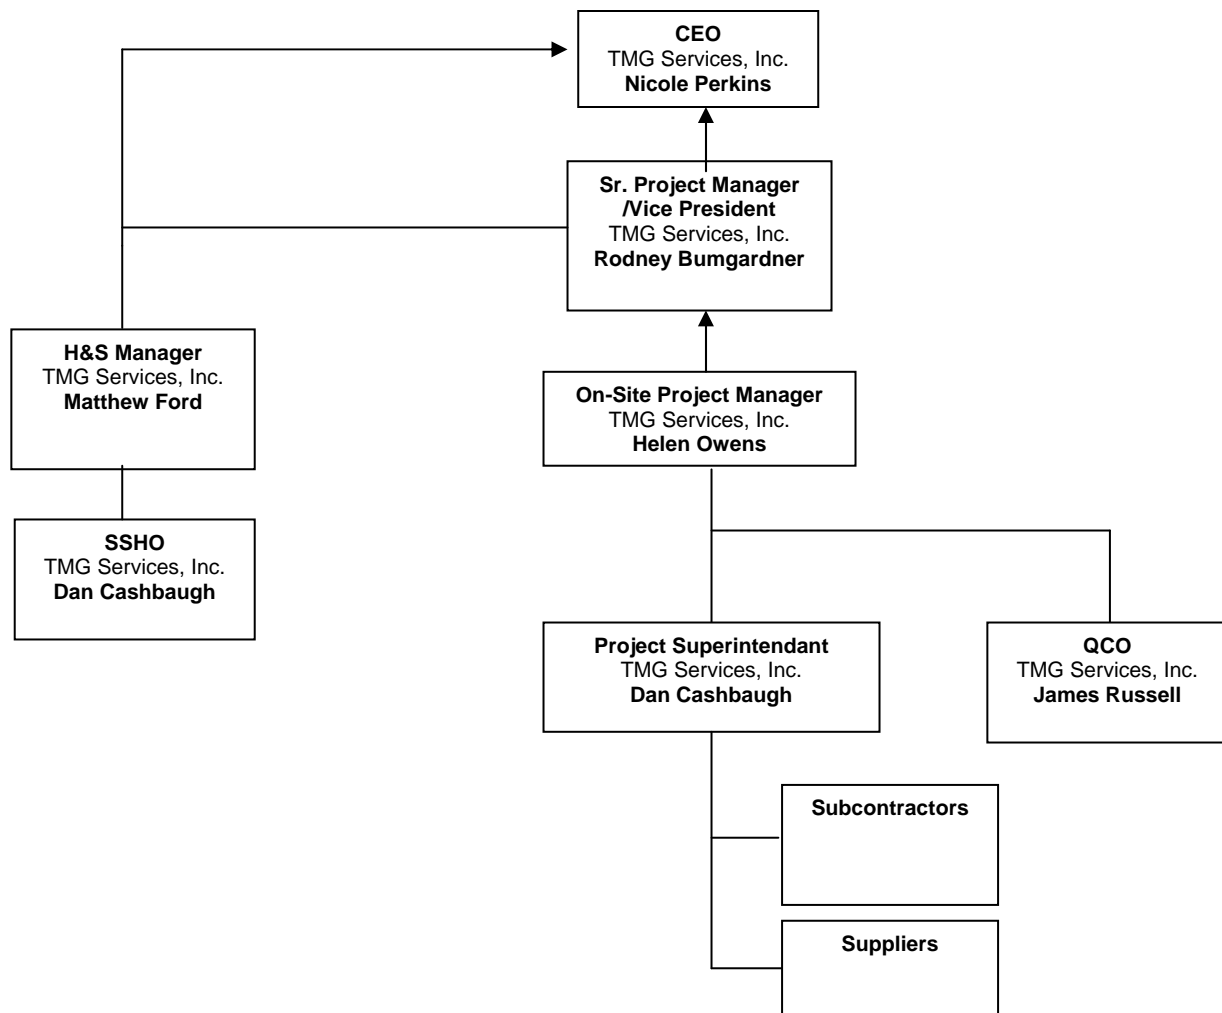 CEO
TMG Services, Inc.
Nicole Perkins
Sr. Project Manager
/Vice President
TMG Services, Inc.
Rodney Bumgardner
H&S Manager
TMG Services, Inc.
Matthew Ford
On-Site Project Manager
TMG Services, Inc.
Helen Owens
SSHO
TMG Services, Inc.
Dan Cashbaugh
Project Superintendant
TMG Services, Inc.
Dan Cashbaugh
QCO
TMG Services, Inc.
James Russell
Subcontractors
Suppliers